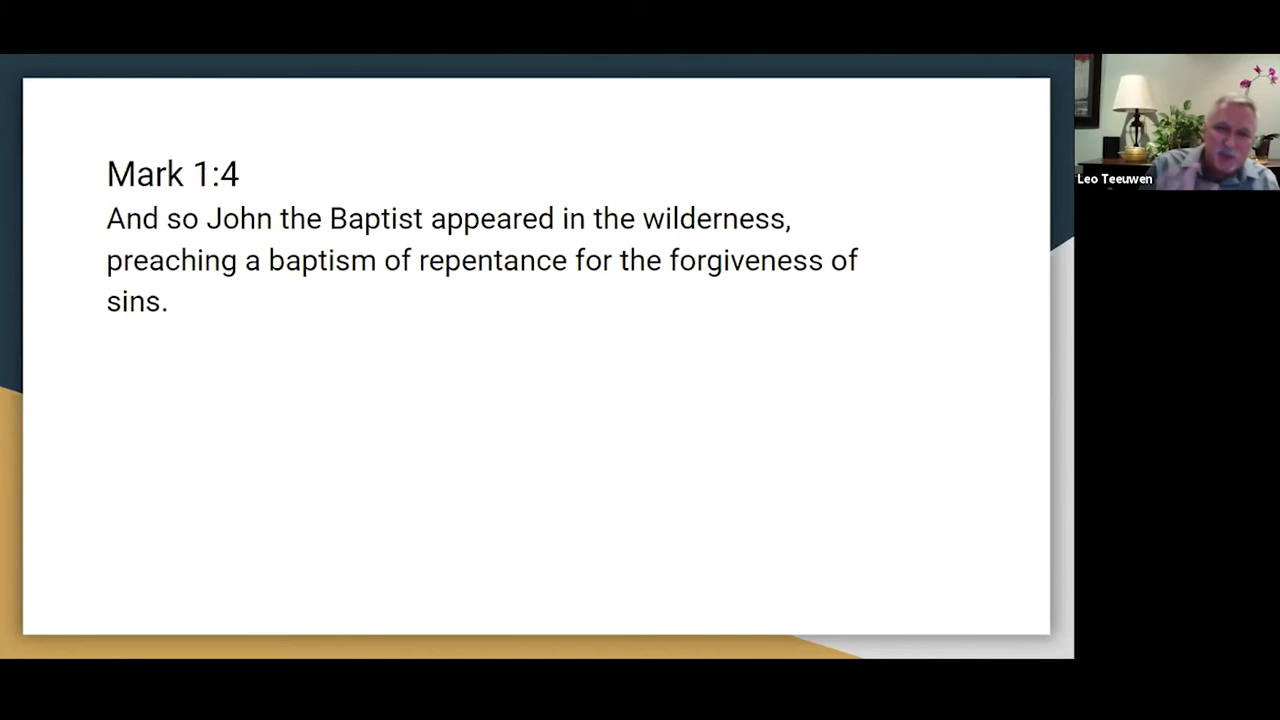 Mark 1:4
And so John the Baptist appeared in the wilderness,
preaching a baptism of repentance for the forgiveness of
sins.
Leo Teeuwen